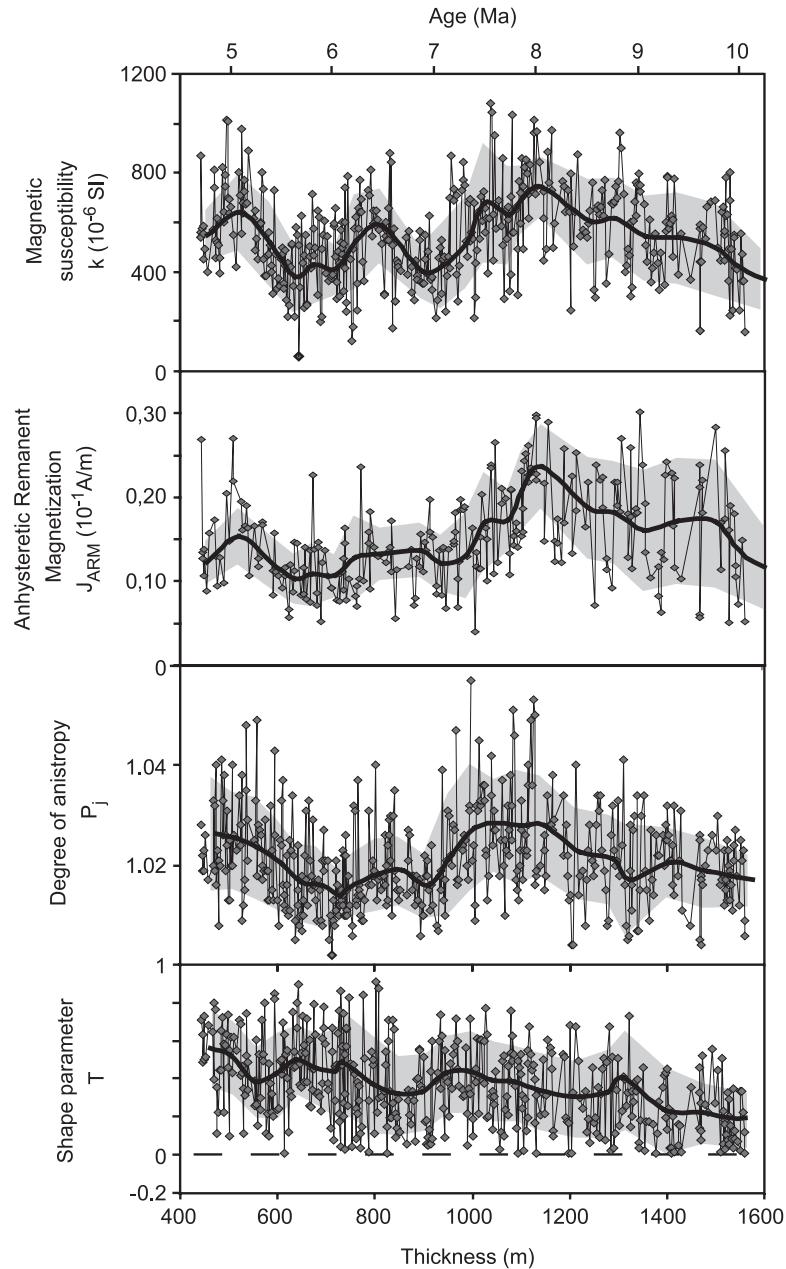 Age (Ma)
5 6 7 8 9 10
1200
800
400
0
Magnetic
susceptibility
k (10-6 SI)
0,30
0,20
0,10
0
Anhysteretic Remanent
Magnetization
JARM (10-1A/m)
1.04
1.02
1
Degree of anistropy
Pj
Shape parameter
T
0
-0.2
400 600 800 1000 1200 1400 1600
Thickness (m)